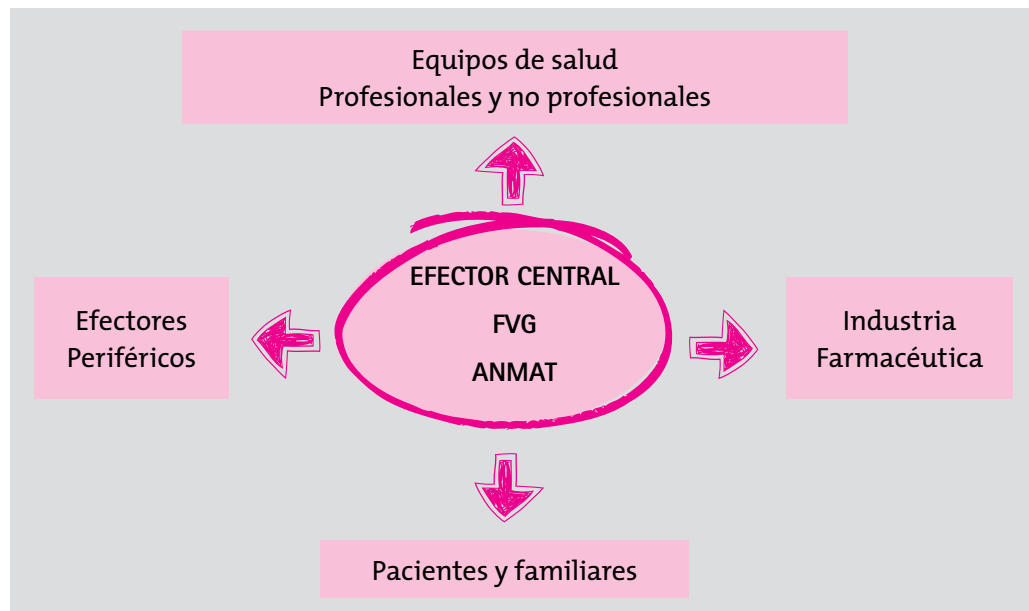 Equipos de salud
Profesionales y no profesionales
EFECTOR CENTRAL
FVG
ANMAT
Efectores
Periféricos
Industria
Farmacéutica
Pacientes y familiares